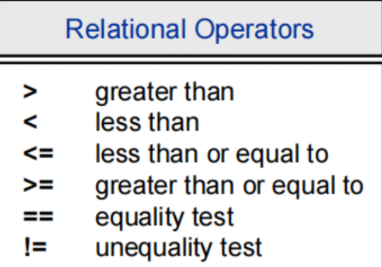 Relational Operators
> greater than
< less than
<= less than or equal to
>= greater than or equal to
== equality test
!= unequality test